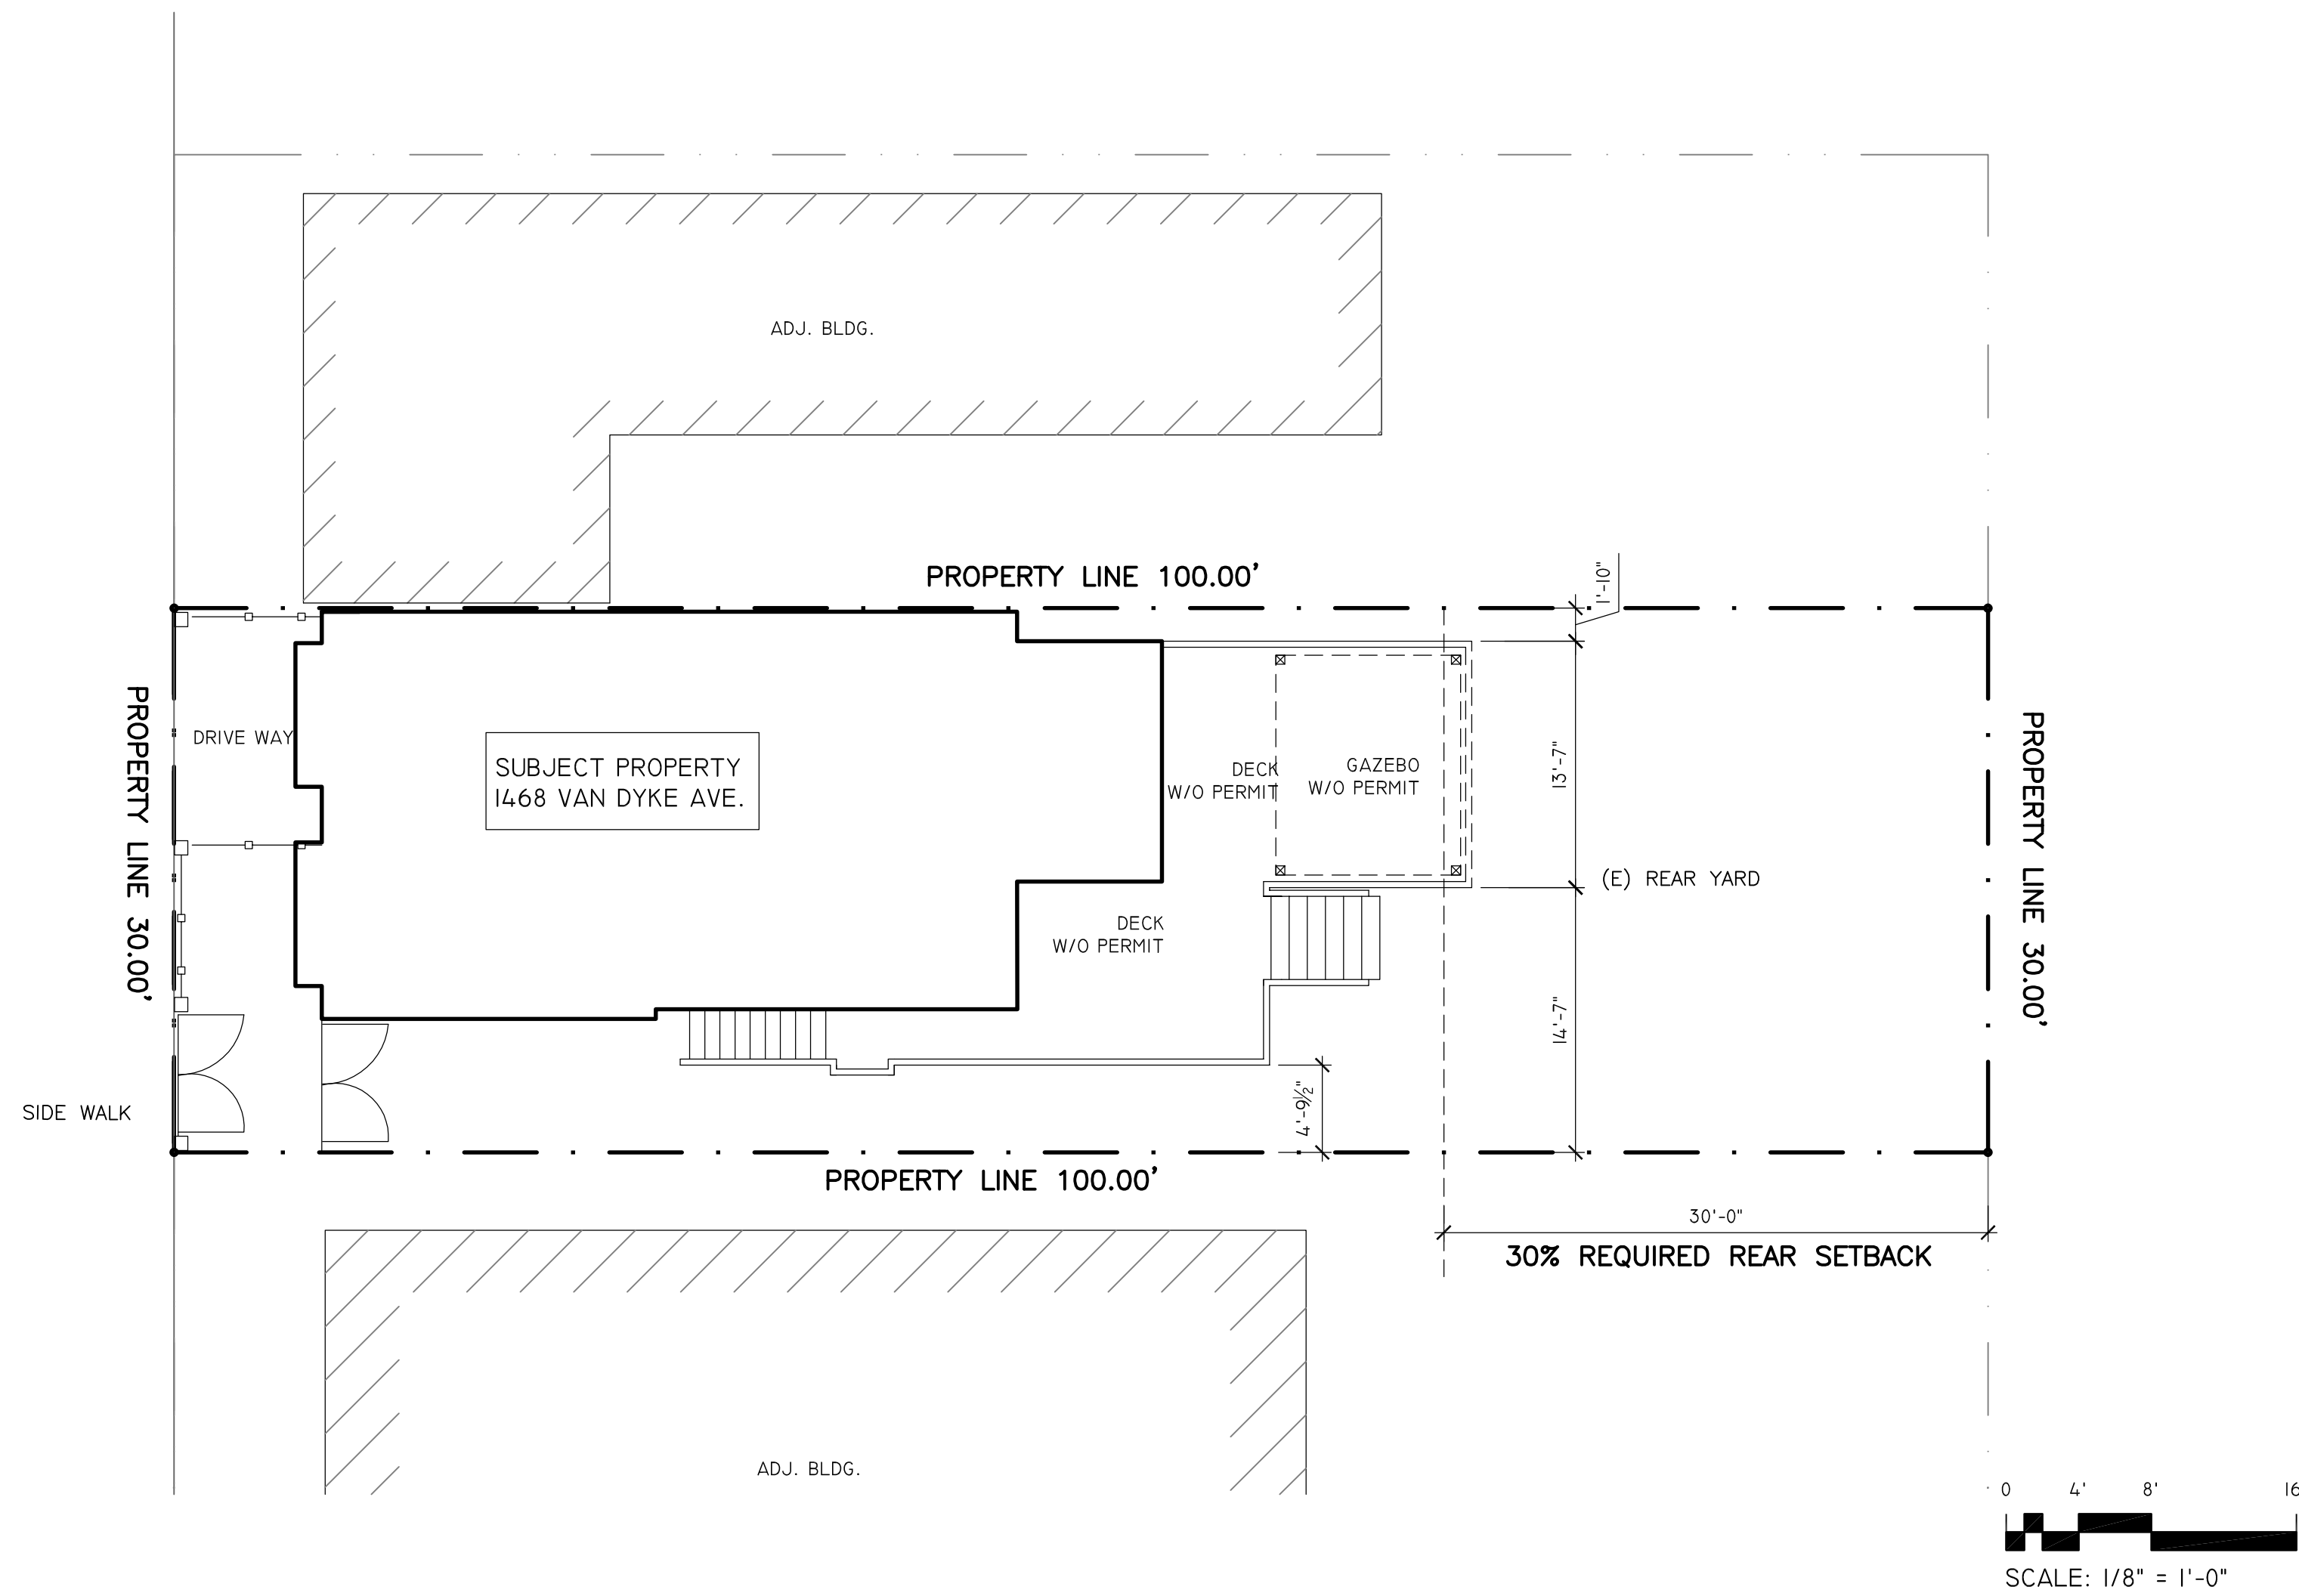 ADJ. BLDG.
PROPERTY LINE 100.00'
1'-10"
PROPERTY LINE 30.00'
DRIVE WAY
SUBJECT PROPERTY
1468 VAN DYKE AVE.
DECK
W/O PERMIT
GAZEBO
W/O PERMIT
13'-7"
PROPERTY LINE 30.00'
(E) REAR YARD
DECK
W/O PERMIT
14'-7"
4'-9½"
SIDE WALK
PROPERTY LINE 100.00'
30'-0"
30% REQUIRED REAR SETBACK
ADJ. BLDG.
0 4' 8' 16
SCALE: 1/8" = 1'-0"